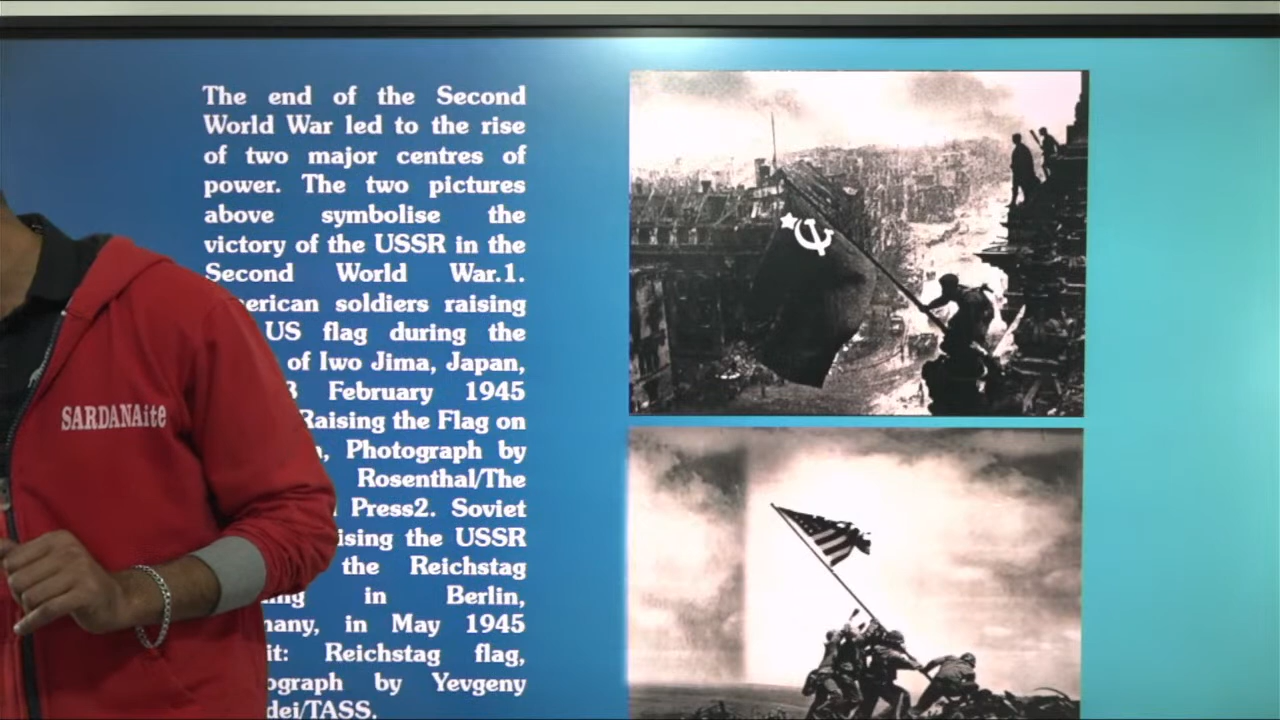 The end of the Second
World War led to the rise
of two major centres of
power. The two pictures
above symbolise the
victory of the USSR in the
Second World War.1.
erican soldiers raising
US flag during the
of Iwo Jima, Japan,
3 February 1945
Raising the Flag on
Photograph by
Rosenthal/The
Press2. Soviet
ising the USSR
the Reichstag
in Berlin,
many, in May 1945
it: Reichstag flag,
ograph by Yevgeny
dei/TASS.
SARDANAite